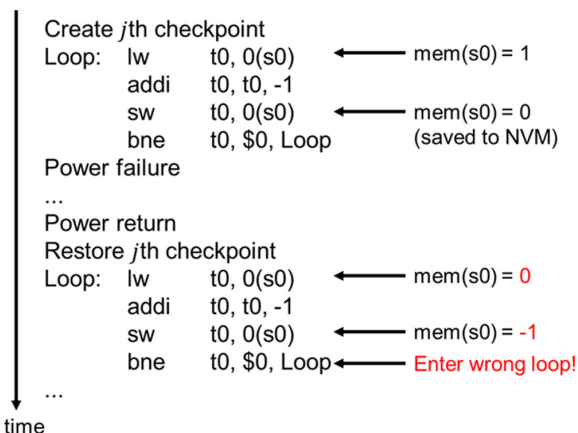 Create jth checkpoint
Loop: lw t0, 0(s0) mem(s0) = 1
addi t0, t0, -1
sw t0, 0(s0) mem(s0) = 0
bne t0, $0, Loop (saved to NVM)
Power failure
...
Power return
Restore jth checkpoint
Loop: lw t0, 0(s0) mem(s0) = 0
addi t0, t0, -1
sw t0, 0(s0) mem(s0) = -1
bne t0, $0, Loop Enter wrong loop!
...
time